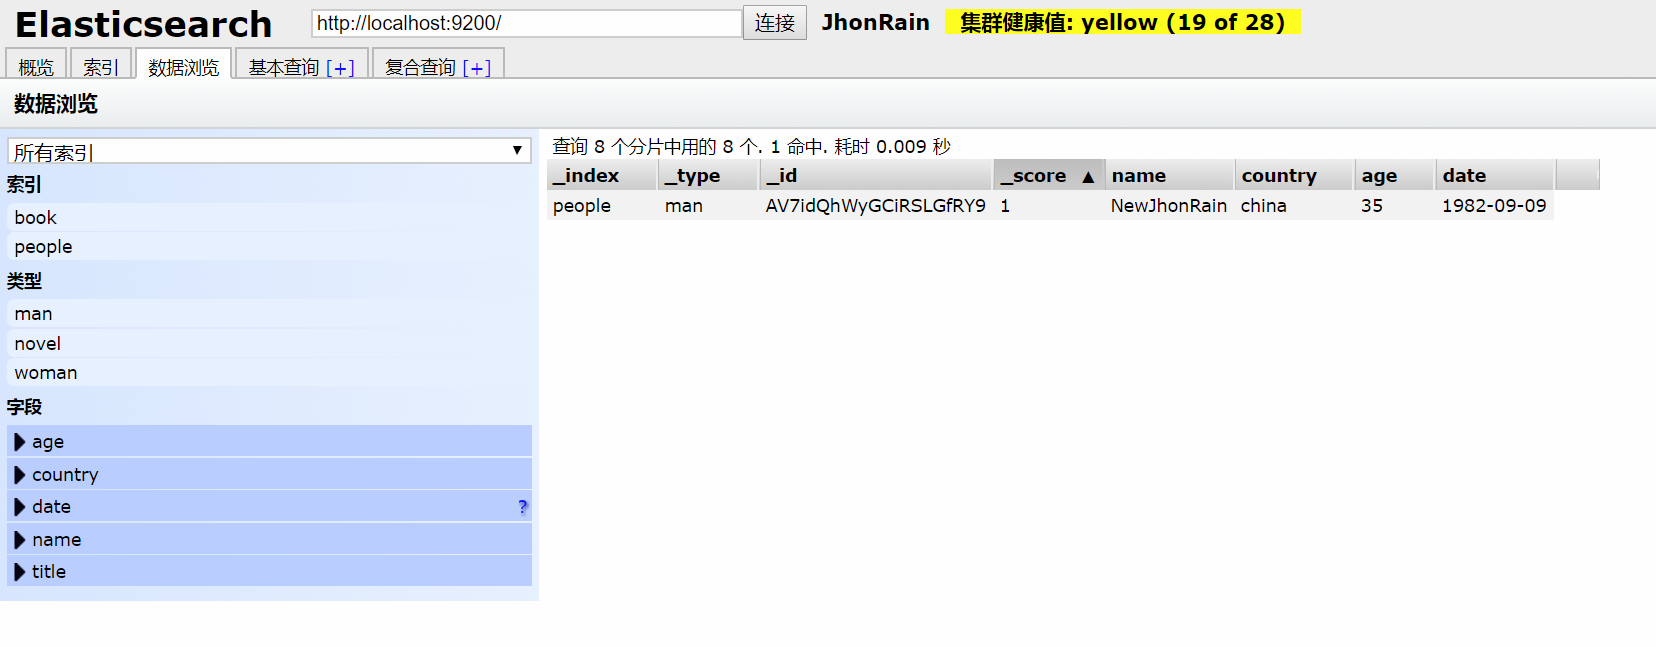 Elasticsearch http://localhost:9200/ 连接 JhonRain 集群健康值: yellow (19 of 28)
概览 索引 数据浏览 基本查询 [+] 复合查询 [+]
数据浏览
所有索引
索引
book
people
类型
man
novel
woman
字段
age
country
date ?
name
title
查询 8 个分片中用的 8 个. 1 命中. 耗时 0.009 秒
_index _type _id _score ▲ name country age date
people man AV7idQhWyGCiRSLGfRY9 1 NewJhonRain china 35 1982-09-09